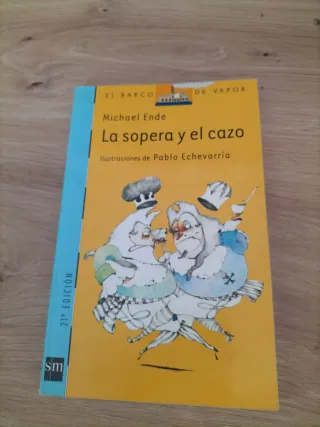 EL BARCO DE VAPOR
Michael Ende
La sopera y el cazo
Ilustraciones de Pablo Echevarría
21ª EDICIÓN
sm